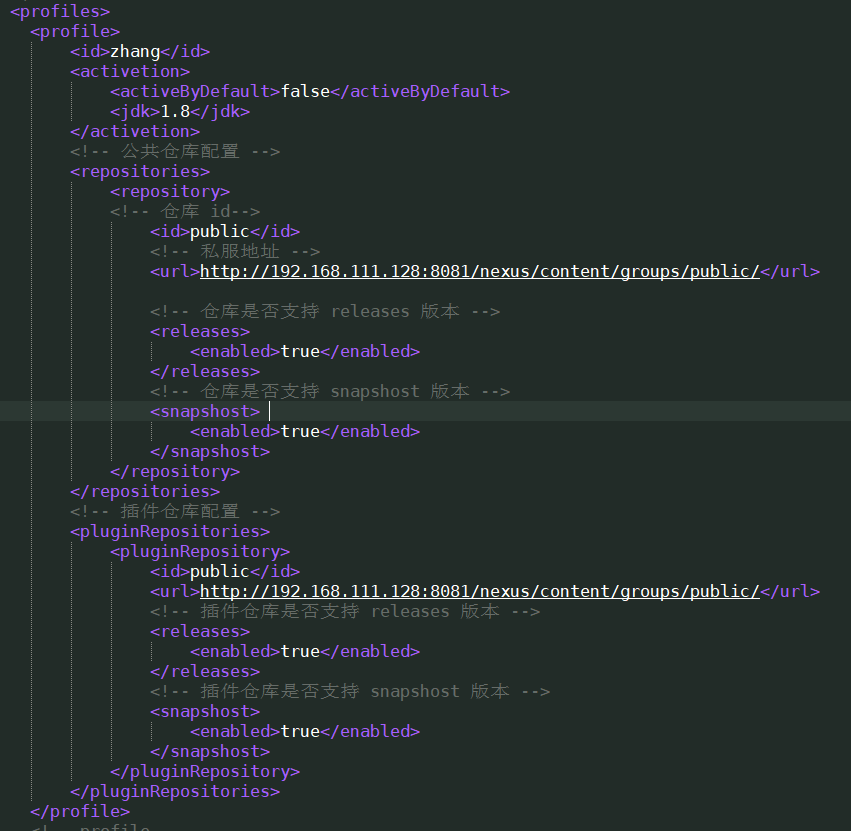 <profiles>
<profile>
<id>zhang</id>
<activetion>
<activeByDefault>false</activeByDefault>
<jdk>1.8</jdk>
</activetion>
<!-- 公共仓库配置 -->
<repositories>
<repository>
<!-- 仓库 id-->
<id>public</id>
<!-- 私服地址 -->
<url>http://192.168.111.128:8081/nexus/content/groups/public/</url>
<!-- 仓库是否支持 releases 版本 -->
<releases>
<enabled>true</enabled>
</releases>
<!-- 仓库是否支持 snapshost 版本 -->
<snapshost>
<enabled>true</enabled>
</snapshost>
</repository>
</repositories>
<!-- 插件仓库配置 -->
<pluginRepositories>
<pluginRepository>
<id>public</id>
<url>http://192.168.111.128:8081/nexus/content/groups/public/</url>
<!-- 插件仓库是否支持 releases 版本 -->
<releases>
<enabled>true</enabled>
</releases>
<!-- 插件仓库是否支持 snapshost 版本 -->
<snapshost>
<enabled>true</enabled>
</snapshost>
</pluginRepository>
</pluginRepositories>
</profile>
<!-- profile